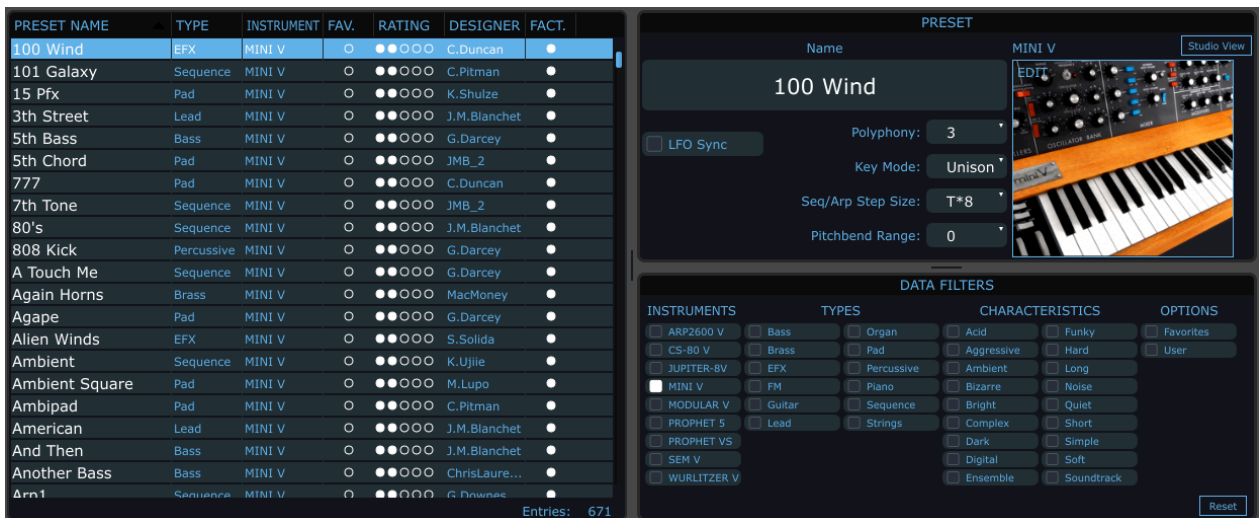 PRESET NAME TYPE INSTRUMENT FAV. RATING DESIGNER FACT.
100 Wind EFX MINI V C.Duncan
101 Galaxy Sequence MINI V C.Pitman
15 Pfx Pad MINI V K.Shulze
3th Street Lead MINI V J.M.Blanchet
5th Bass Bass MINI V G.Darcey
5th Chord Pad MINI V JMB_2
777 Pad MINI V C.Duncan
7th Tone Sequence MINI V JMB_2
80's Sequence MINI V J.M.Blanchet
808 Kick Percussive MINI V G.Darcey
A Touch Me Sequence MINI V G.Darcey
Again Horns Brass MINI V MacMoney
Agape Pad MINI V G.Darcey
Alien Winds EFX MINI V S.Solida
Ambient Sequence MINI V K.Ujiie
Ambient Square Pad MINI V M.Lupo
Ambipad Pad MINI V C.Pitman
American Lead MINI V J.M.Blanchet
And Then Bass MINI V J.M.Blanchet
Another Bass Bass MINI V ChrisLaure...
Arp1 Sequence MINI V G.Downes
Entries: 671
PRESET
Name MINI V Studio View
100 Wind
EDIT
LFO Sync
Polyphony: 3
Key Mode: Unison
Seq/Arp Step Size: T*8
Pitchbend Range: 0
OSCILLATOR BANK
MIXER
miniV
DATA FILTERS
INSTRUMENTS TYPES CHARACTERISTICS OPTIONS
ARP2600 V Bass Organ Acid Funky Favorites
CS-80 V Brass Pad Aggressive Hard User
JUPITER-8V EFX Percussive Ambient Long
MINI V FM Piano Bizarre Noise
MODULAR V Guitar Sequence Bright Quiet
PROPHET 5 Lead Strings Complex Short
PROPHET VS Dark Simple
SEM V Digital Soft
WURLITZER V Ensemble Soundtrack
Reset